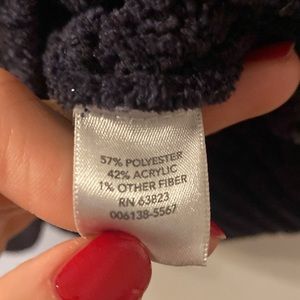 57% POLYESTER
42% ACRYLIC
1% OTHER FIBER
RN 63823
006138-5567